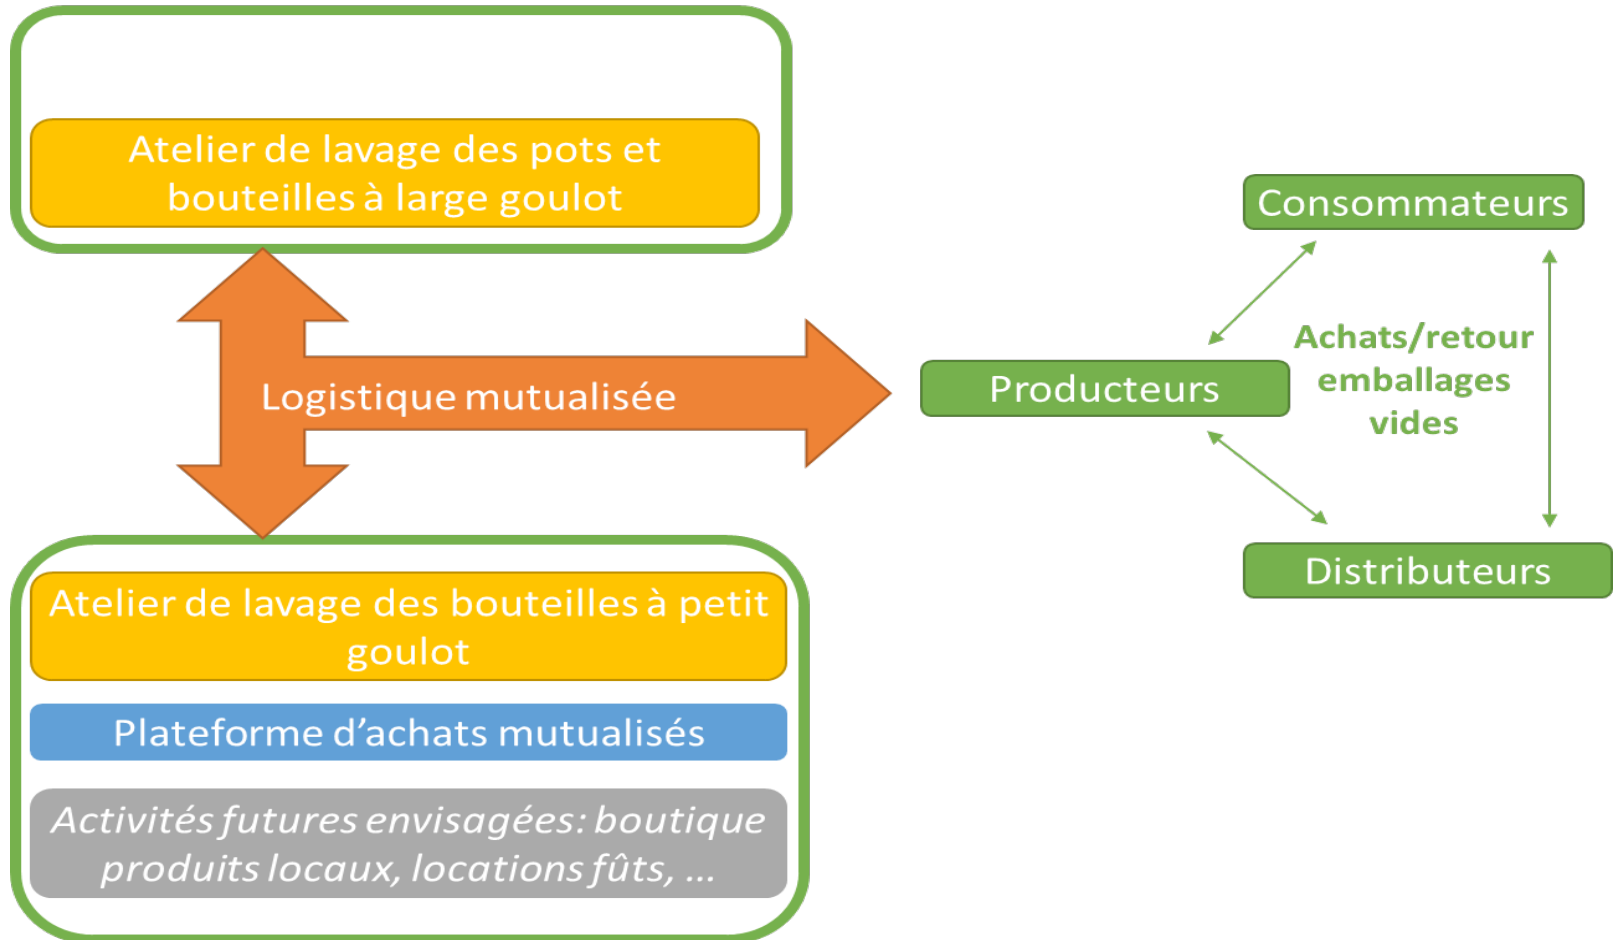 Atelier de lavage des pots et
bouteilles à large goulot
Consommateurs
Achats/retour
emballages
vides
Logistique mutualisée
Producteurs
Distributeurs
Atelier de lavage des bouteilles à petit
goulot
Plateforme d’achats mutualisés
Activités futures envisagées: boutique
produits locaux, locations fûts, ...